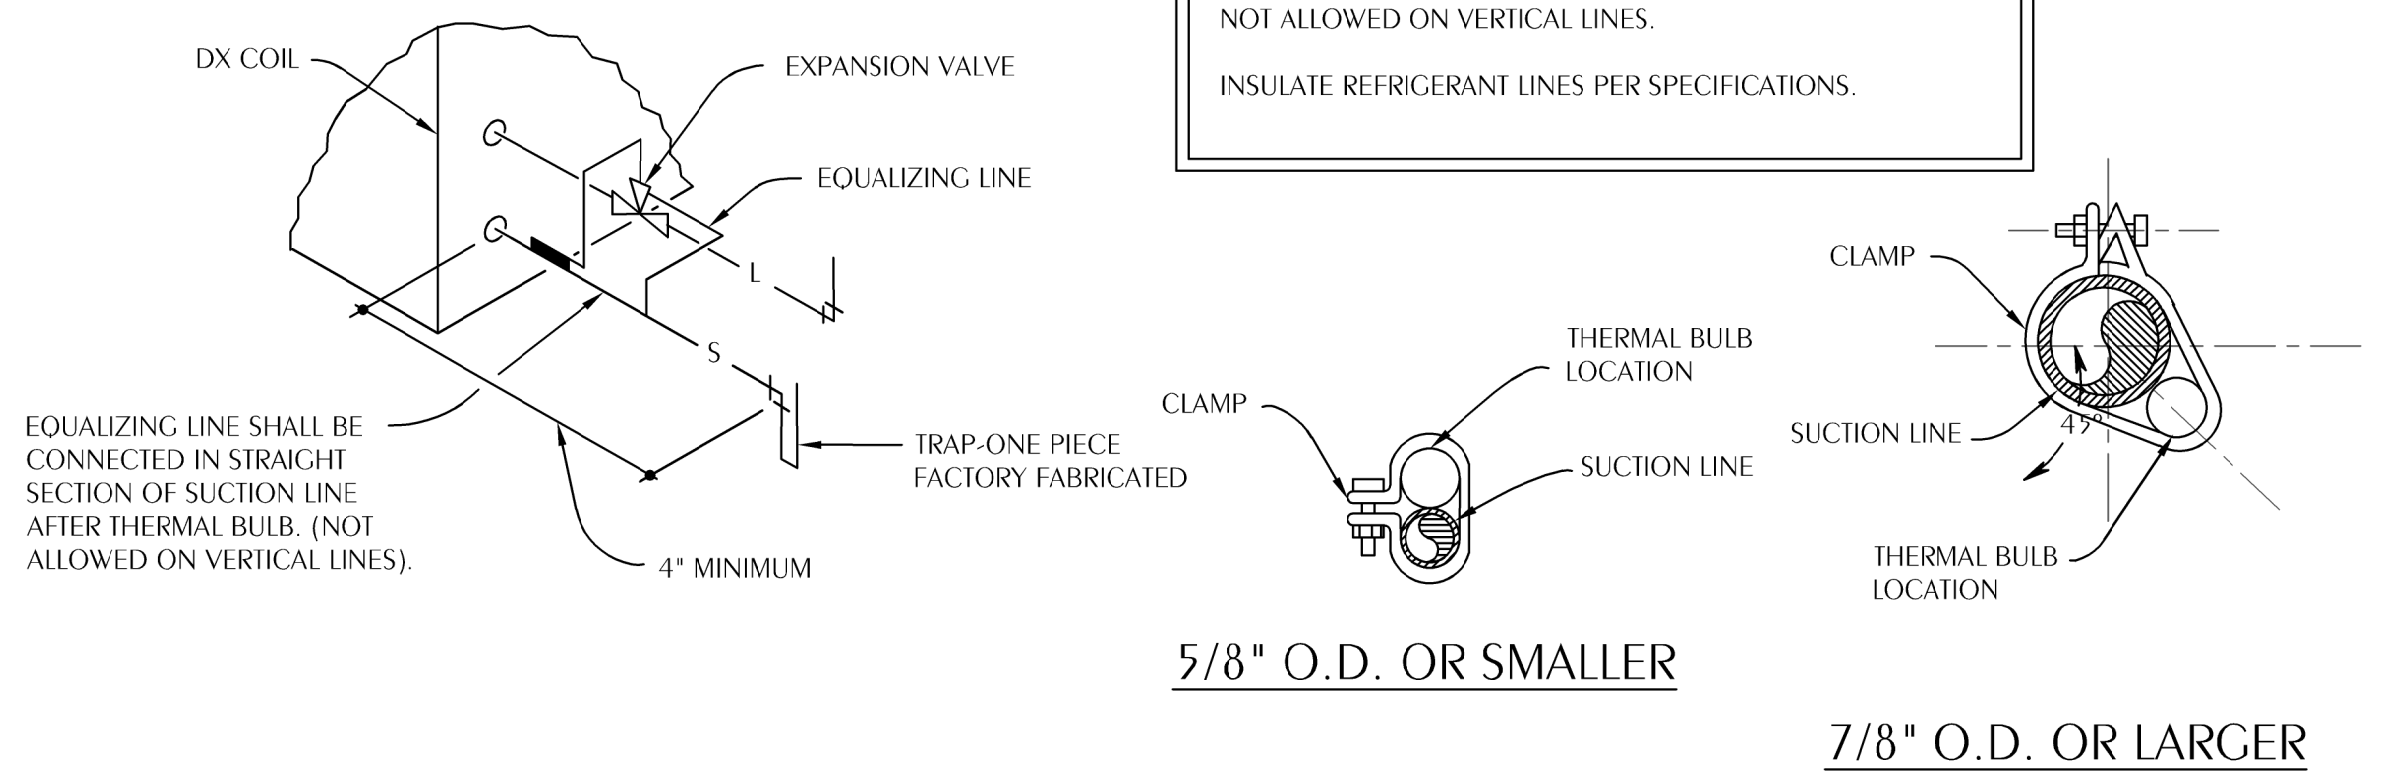 NOT ALLOWED ON VERTICAL LINES.
INSULATE REFRIGERANT LINES PER SPECIFICATIONS.
DX COIL
EXPANSION VALVE
EQUALIZING LINE
L
S
EQUALIZING LINE SHALL BE
CONNECTED IN STRAIGHT
SECTION OF SUCTION LINE
AFTER THERMAL BULB. (NOT
ALLOWED ON VERTICAL LINES).
TRAP-ONE PIECE
FACTORY FABRICATED
4" MINIMUM
THERMAL BULB
LOCATION
CLAMP
SUCTION LINE
5/8" O.D. OR SMALLER
CLAMP
SUCTION LINE
45°
THERMAL BULB
LOCATION
7/8" O.D. OR LARGER